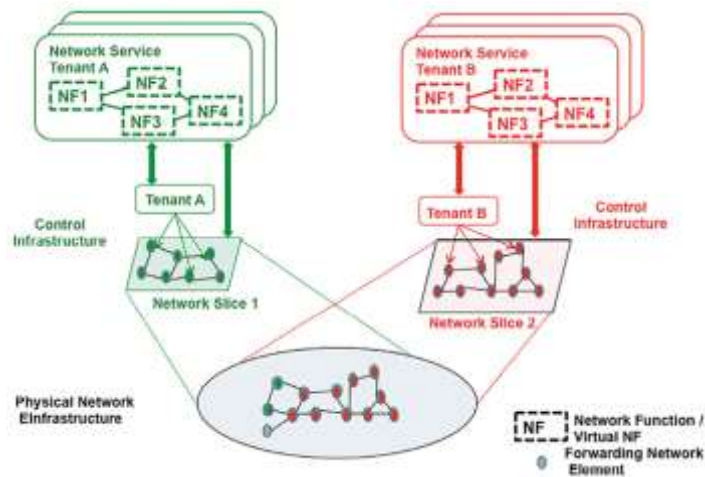 Network Service
Tenant A
NF1
NF2
NF3
NF4
Network Service
Tenant B
NF1
NF2
NF3
NF4
Tenant A
Tenant B
Control
Infrastructure
Control
Infrastructure
Network Slice 1
Network Slice 2
Physical Network
EInfrastructure
NF
Network Function /
Virtual NF
Forwarding Network
Element